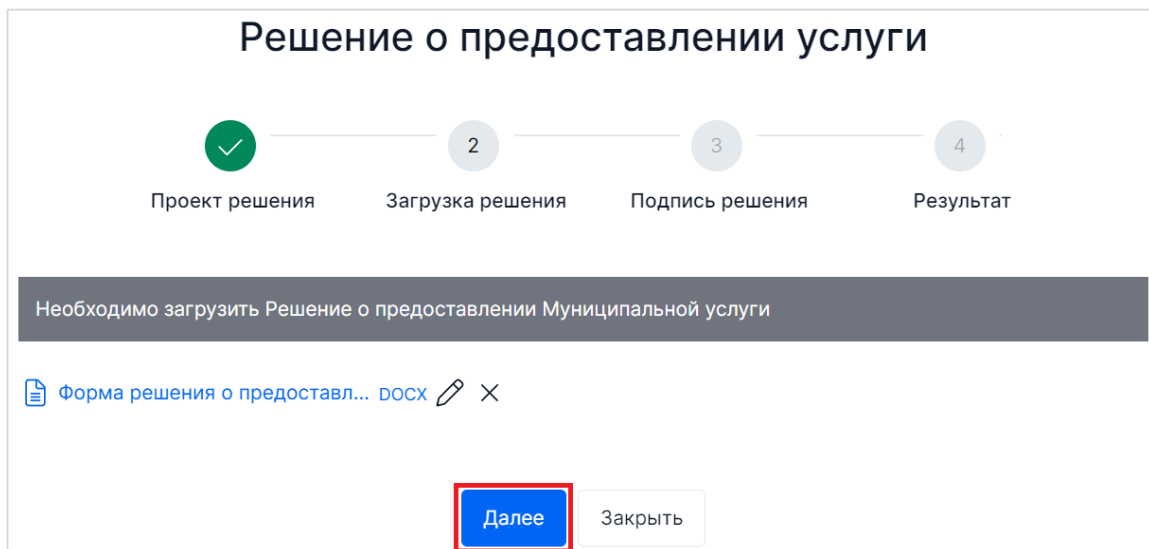 Решение о предоставлении услуги
2 3 4
Проект решения Загрузка решения Подпись решения Результат
Необходимо загрузить Решение о предоставлении Муниципальной услуги
Форма решения о предоставл... DOCX
Далее Закрыть